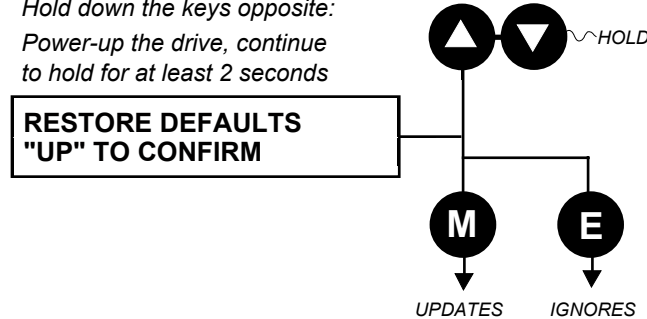 Hold down the keys opposite:
Power-up the drive, continue
to hold for at least 2 seconds
HOLD
RESTORE DEFAULTS
"UP" TO CONFIRM
M
E
UPDATES
IGNORES